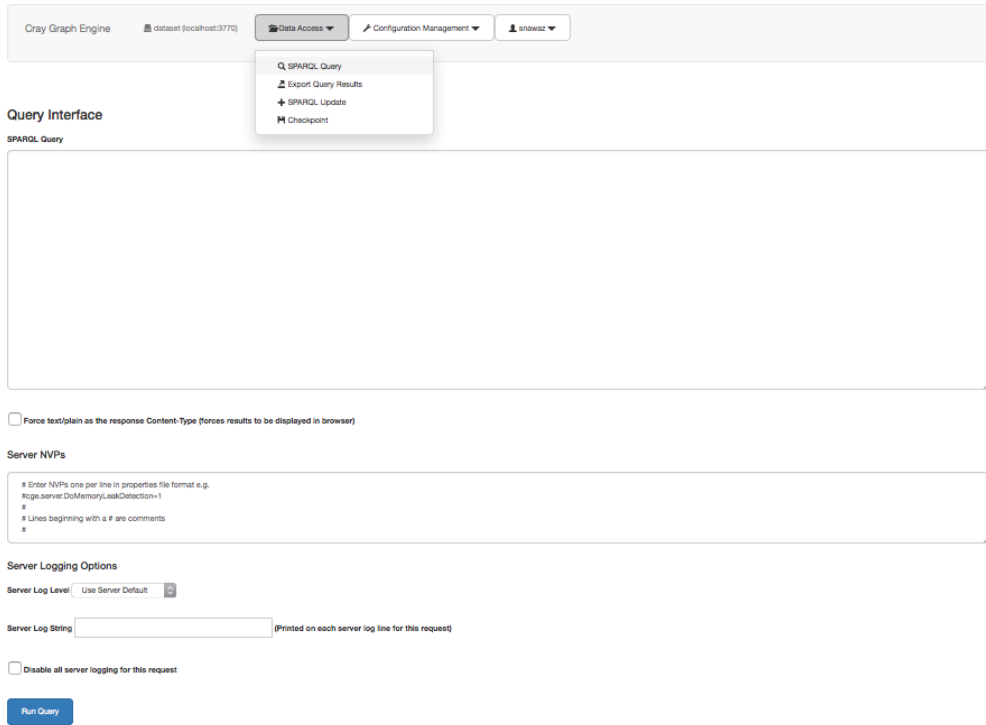 Cray Graph Engine dataset (localhost:3770) Data Access Configuration Management snawaz
SPARQL Query
Export Query Results
SPARQL Update
Checkpoint
Query Interface
SPARQL Query
Force text/plain as the response Content-Type (forces results to be displayed in browser)
Server NVPs
# Enter NVPs one per line in properties file format e.g.
#cge.server.DoMemoryLeakDetection=1
#
# Lines beginning with a # are comments
#
Server Logging Options
Server Log Level Use Server Default
Server Log String (Printed on each server log line for this request)
Disable all server logging for this request
Run Query